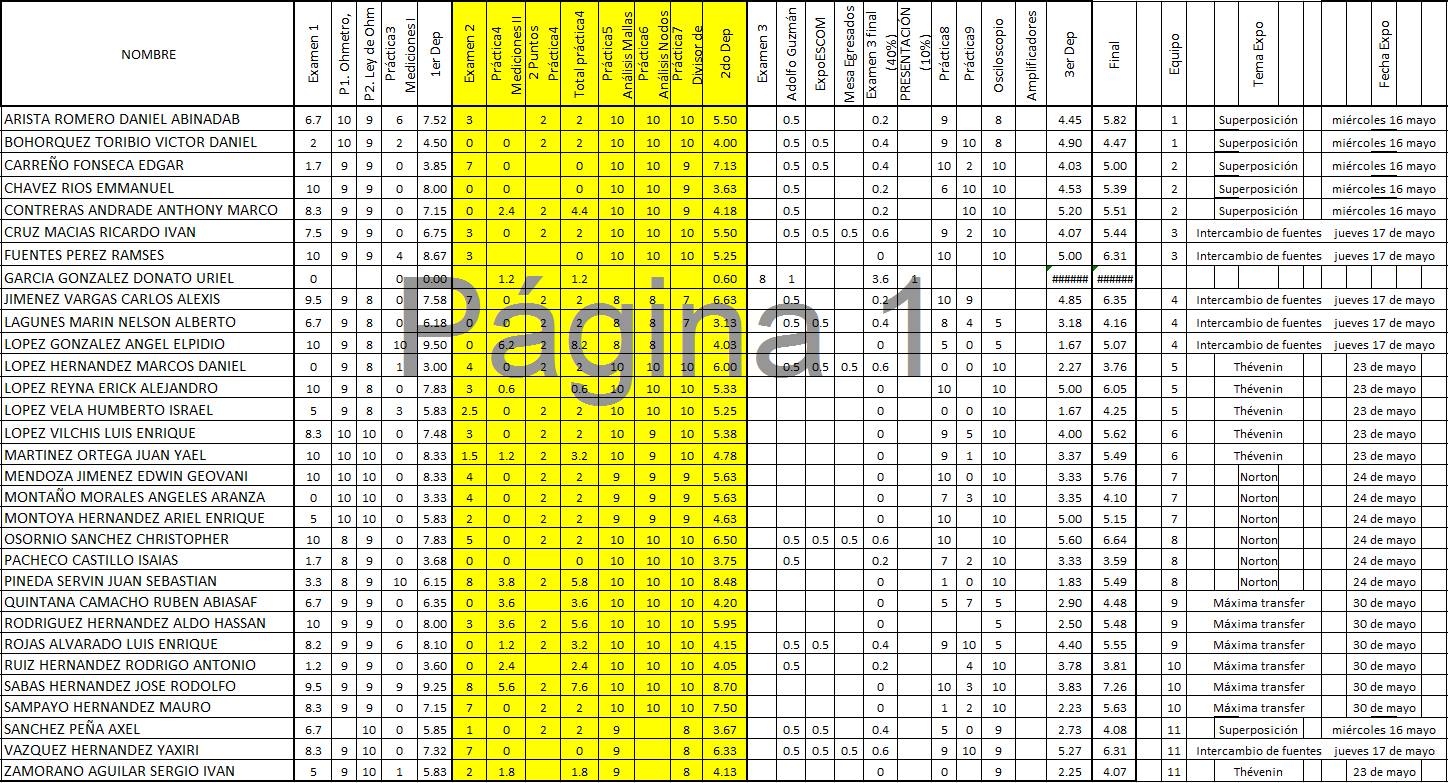 NOMBRE Examen 1 P1. Ohmetro, P2. Ley de Ohm Práctica3 Mediciones I 1er Dep Examen 2 Práctica4 Mediciones II 2 Puntos Práctica4 Total práctica4 Práctica5 Análisis Mallas Práctica6 Análisis Nodos Práctica7 Divisor de 2do Dep Examen 3 Adolfo Guzmán ExpoESCOM Mesa Egresados Examen 3 final (40%) PRESENTACIÓN (10%) Práctica8 Práctica9 Osciloscopio Amplificadores 3er Dep Final Equipo Tema Expo Fecha Expo
ARISTA ROMERO DANIEL ABINADAB 6.7 10 9 6 7.52 3 2 2 10 10 10 5.50 0.5 0.2 9 8 4.45 5.82 1 Superposición miércoles 16 mayo
BOHORQUEZ TORIBIO VICTOR DANIEL 2 10 9 2 4.50 0 0 2 2 10 10 10 4.00 0.5 0.5 0.4 9 10 8 4.90 4.47 1 Superposición miércoles 16 mayo
CARREÑO FONSECA EDGAR 1.7 9 9 0 3.85 7 0 2 2 10 10 9 7.13 0.5 0.4 10 2 10 4.03 5.00 2 Superposición miércoles 16 mayo
CHAVEZ RIOS EMMANUEL 10 9 9 0 8.00 0 0 0 10 10 9 3.63 0.5 0.2 6 10 10 4.53 5.39 2 Superposición miércoles 16 mayo
CONTRERAS ANDRADE ANTHONY MARCO 8.3 9 9 0 7.15 0 2.4 2 4.4 10 10 9 4.18 0.5 0.2 10 10 5.20 5.51 2 Superposición miércoles 16 mayo
CRUZ MACIAS RICARDO IVAN 7.5 9 9 0 6.75 3 0 2 2 10 10 10 5.50 0.5 0.5 0.5 0.6 9 2 10 4.07 5.44 3 Intercambio de fuentes jueves 17 de mayo
FUENTES PEREZ RAMSES 10 9 9 4 8.67 3 0 10 10 10 5.25 0 10 10 5.00 6.31 3 Intercambio de fuentes jueves 17 de mayo
GARCIA GONZALEZ DONATO URIEL 0 0 0.00 1.2 1.2 0.60 8 1 3.6 1 ###### ######
JIMENEZ VARGAS CARLOS ALEXIS 9.5 9 8 0 7.58 7 0 2 2 8 8 7 6.63 0.5 0.2 10 9 4.85 6.35 4 Intercambio de fuentes jueves 17 de mayo
LAGUNES MARIN NELSON ALBERTO 6.7 9 8 0 6.18 0 0 2 2 8 8 7 3.13 0.5 0.5 0.4 8 4 5 3.18 4.16 4 Intercambio de fuentes jueves 17 de mayo
LOPEZ GONZALEZ ANGEL ELPIDIO 10 9 8 10 9.50 0 6.2 2 8.2 8 8 4.03 0 5 0 5 1.67 5.07 4 Intercambio de fuentes jueves 17 de mayo
LOPEZ HERNANDEZ MARCOS DANIEL 0 9 8 1 3.00 4 0 2 2 10 10 10 6.00 0.5 0.5 0.5 0.6 0 0 10 2.27 3.76 5 Thévenin 23 de mayo
LOPEZ REYNA ERICK ALEJANDRO 10 9 8 0 7.83 3 0.6 0.6 10 10 10 5.33 0 10 10 5.00 6.05 5 Thévenin 23 de mayo
LOPEZ VELA HUMBERTO ISRAEL 5 9 8 3 5.83 2.5 0 2 2 10 10 10 5.25 0 0 0 10 1.67 4.25 5 Thévenin 23 de mayo
LOPEZ VILCHIS LUIS ENRIQUE 8.3 10 10 0 7.48 3 0 2 2 10 9 10 5.38 0 9 5 10 4.00 5.62 6 Thévenin 23 de mayo
MARTINEZ ORTEGA JUAN YAEL 10 10 10 0 8.33 1.5 1.2 2 3.2 10 9 10 4.78 0 9 1 10 3.37 5.49 6 Thévenin 23 de mayo
MENDOZA JIMENEZ EDWIN GEOVANI 10 10 10 0 8.33 4 0 2 2 9 9 9 5.63 0 10 0 10 3.33 5.76 7 Norton 24 de mayo
MONTAÑO MORALES ANGELES ARANZA 0 10 10 0 3.33 4 0 2 2 9 9 9 5.63 0 7 3 10 3.35 4.10 7 Norton 24 de mayo
MONTOYA HERNANDEZ ARIEL ENRIQUE 5 10 10 0 5.83 2 0 2 2 9 9 9 4.63 0 10 10 5.00 5.15 7 Norton 24 de mayo
OSORNIO SANCHEZ CHRISTOPHER 10 8 9 0 7.83 5 0 2 2 10 10 10 6.50 0.5 0.5 0.5 0.6 10 10 5.60 6.64 8 Norton 24 de mayo
PACHECO CASTILLO ISAIAS 1.7 8 9 0 3.68 0 0 0 10 10 10 3.75 0.5 0.2 7 2 10 3.33 3.59 8 Norton 24 de mayo
PINEDA SERVIN JUAN SEBASTIAN 3.3 8 9 10 6.15 8 3.8 2 5.8 10 10 10 8.48 0 1 0 10 1.83 5.49 8 Norton 24 de mayo
QUINTANA CAMACHO RUBEN ABIASAF 6.7 9 9 0 6.35 0 3.6 3.6 10 10 10 4.20 0 5 7 5 2.90 4.48 9 Máxima transfer 30 de mayo
RODRIGUEZ HERNANDEZ ALDO HASSAN 10 9 9 0 8.00 3 3.6 2 5.6 10 10 10 5.95 0 5 2.50 5.48 9 Máxima transfer 30 de mayo
ROJAS ALVARADO LUIS ENRIQUE 8.2 9 9 6 8.10 0 1.2 2 3.2 10 10 10 4.15 0.5 0.5 0.4 9 10 5 4.40 5.55 9 Máxima transfer 30 de mayo
RUIZ HERNANDEZ RODRIGO ANTONIO 1.2 9 9 0 3.60 0 2.4 2.4 10 10 10 4.05 0.5 0.2 4 10 3.78 3.81 10 Máxima transfer 30 de mayo
SABAS HERNANDEZ JOSE RODOLFO 9.5 9 9 9 9.25 8 5.6 2 7.6 10 10 10 8.70 0 10 3 10 3.83 7.26 10 Máxima transfer 30 de mayo
SAMPAYO HERNANDEZ MAURO 8.3 9 9 0 7.15 7 0 2 2 10 10 10 7.50 0 1 2 10 2.23 5.63 10 Máxima transfer 30 de mayo
SANCHEZ PEÑA AXEL 6.7 10 0 5.85 1 0 2 2 9 8 3.67 0.5 0.5 0.4 5 0 9 2.73 4.08 11 Superposición miércoles 16 mayo
VAZQUEZ HERNANDEZ YAXIRI 8.3 9 10 0 7.32 7 0 0 9 8 6.33 0.5 0.5 0.5 0.6 9 10 9 5.27 6.31 11 Intercambio de fuentes jueves 17 de mayo
ZAMORANO AGUILAR SERGIO IVAN 5 9 10 1 5.83 2 1.8 1.8 9 8 4.13 0 0 9 2.25 4.07 11 Thévenin 23 de mayo
Página 1